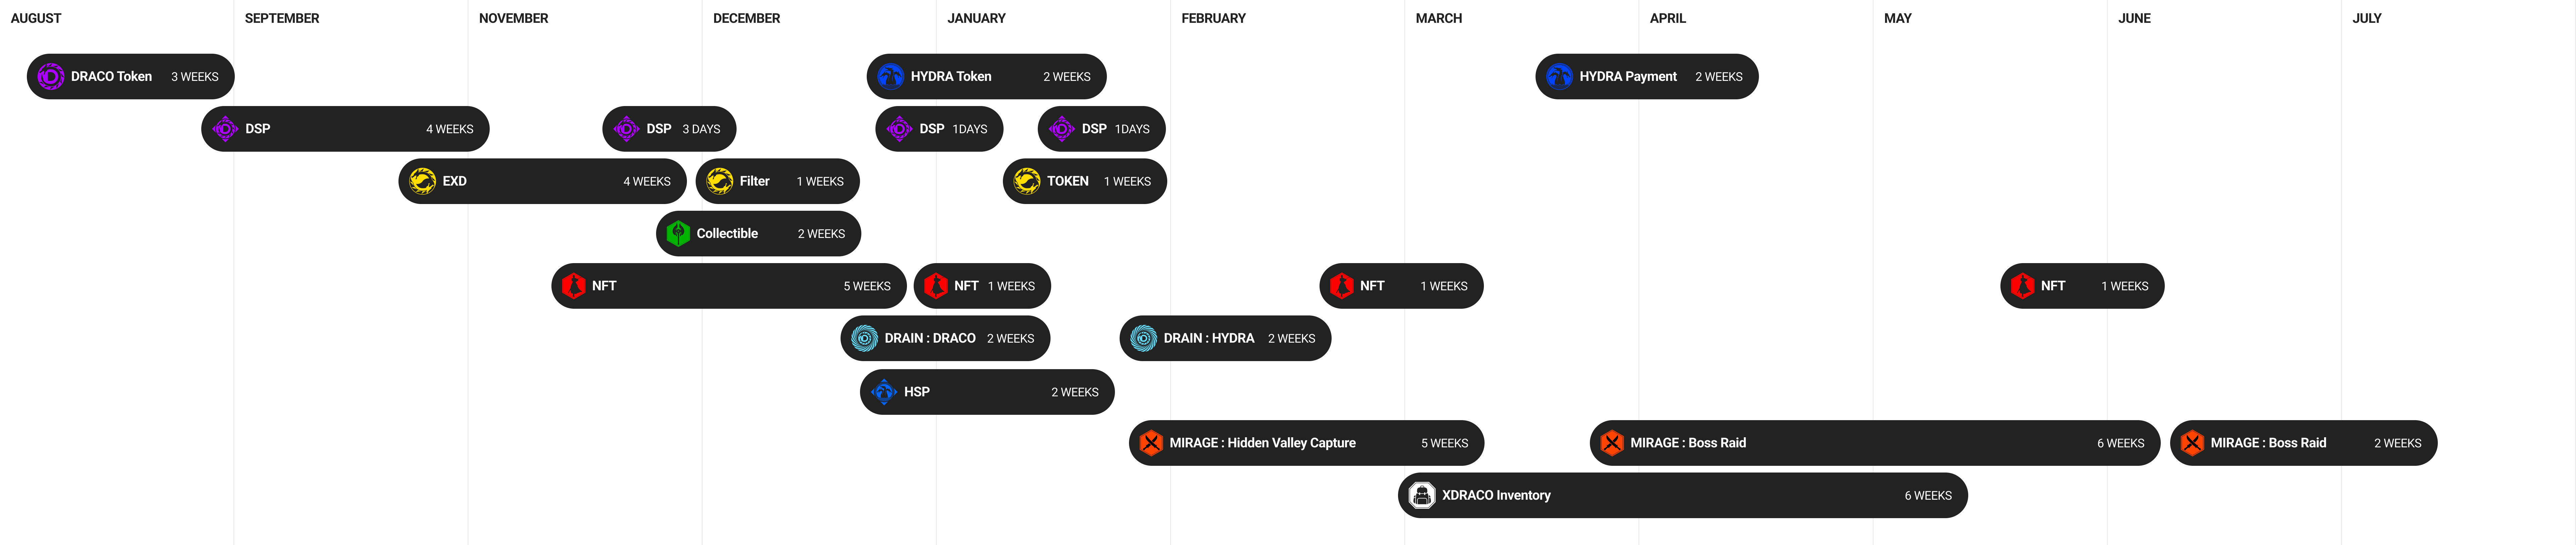 AUGUST SEPTEMBER NOVEMBER DECEMBER JANUARY FEBRUARY MARCH APRIL MAY JUNE JULY
DRACO Token 3 WEEKS HYDRA Token 2 WEEKS HYDRA Payment 2 WEEKS
DSP 4 WEEKS DSP 3 DAYS DSP 1DAYS DSP 1DAYS
EXD 4 WEEKS Filter 1 WEEKS TOKEN 1 WEEKS
Collectible 2 WEEKS
NFT 5 WEEKS NFT 1 WEEKS NFT 1 WEEKS NFT 1 WEEKS
DRAIN : DRACO 2 WEEKS DRAIN : HYDRA 2 WEEKS
HSP 2 WEEKS
MIRAGE : Hidden Valley Capture 5 WEEKS MIRAGE : Boss Raid 6 WEEKS MIRAGE : Boss Raid 2 WEEKS
XDRACO Inventory 6 WEEKS